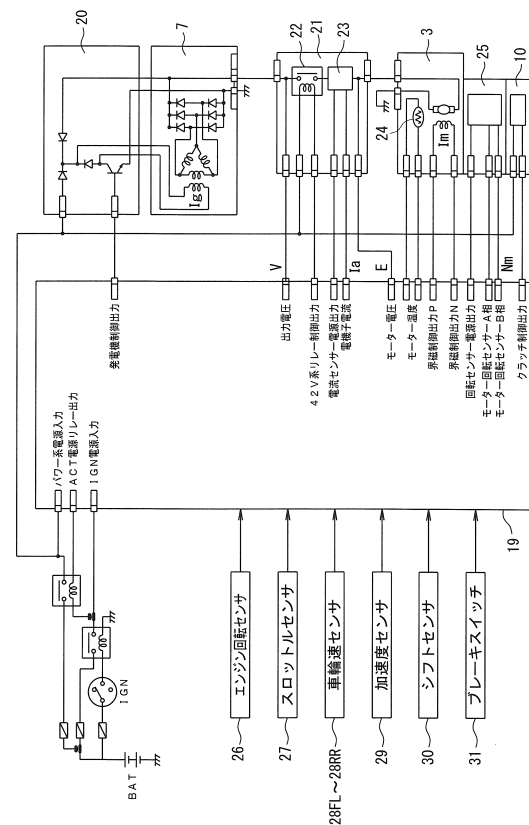 20
7
22
21
23
3
25
10
24
Ig
Im
V
Ia
E
Nm
発電機制御出力
出力電圧
４２Ｖ系リレー制御出力
電流センサー電源出力
電機子電流
モーター電圧
モーター温度
界磁制御出力Ｐ
界磁制御出力Ｎ
回転センサー電源出力
モーター回転センサーＡ相
モーター回転センサーＢ相
クラッチ制御出力
パワー系電源入力
ＡＣＴ電源リレー出力
ＩＧＮ電源入力
19
ＩＧＮ
ＢＡＴ
26 エンジン回転センサ
27 スロットルセンサ
28FL～28RR 車輪速センサ
29 加速度センサ
30 シフトセンサ
31 ブレーキスイッチ